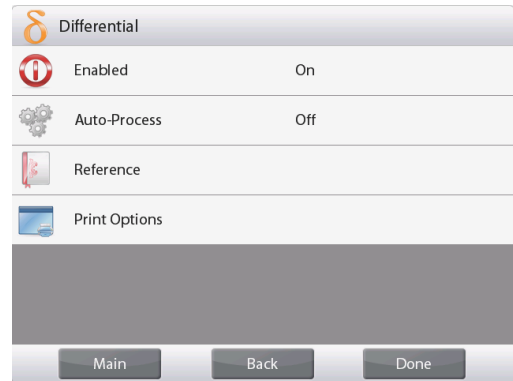 δ Differential
Enabled On
Auto-Process Off
Reference
Print Options
Main Back Done